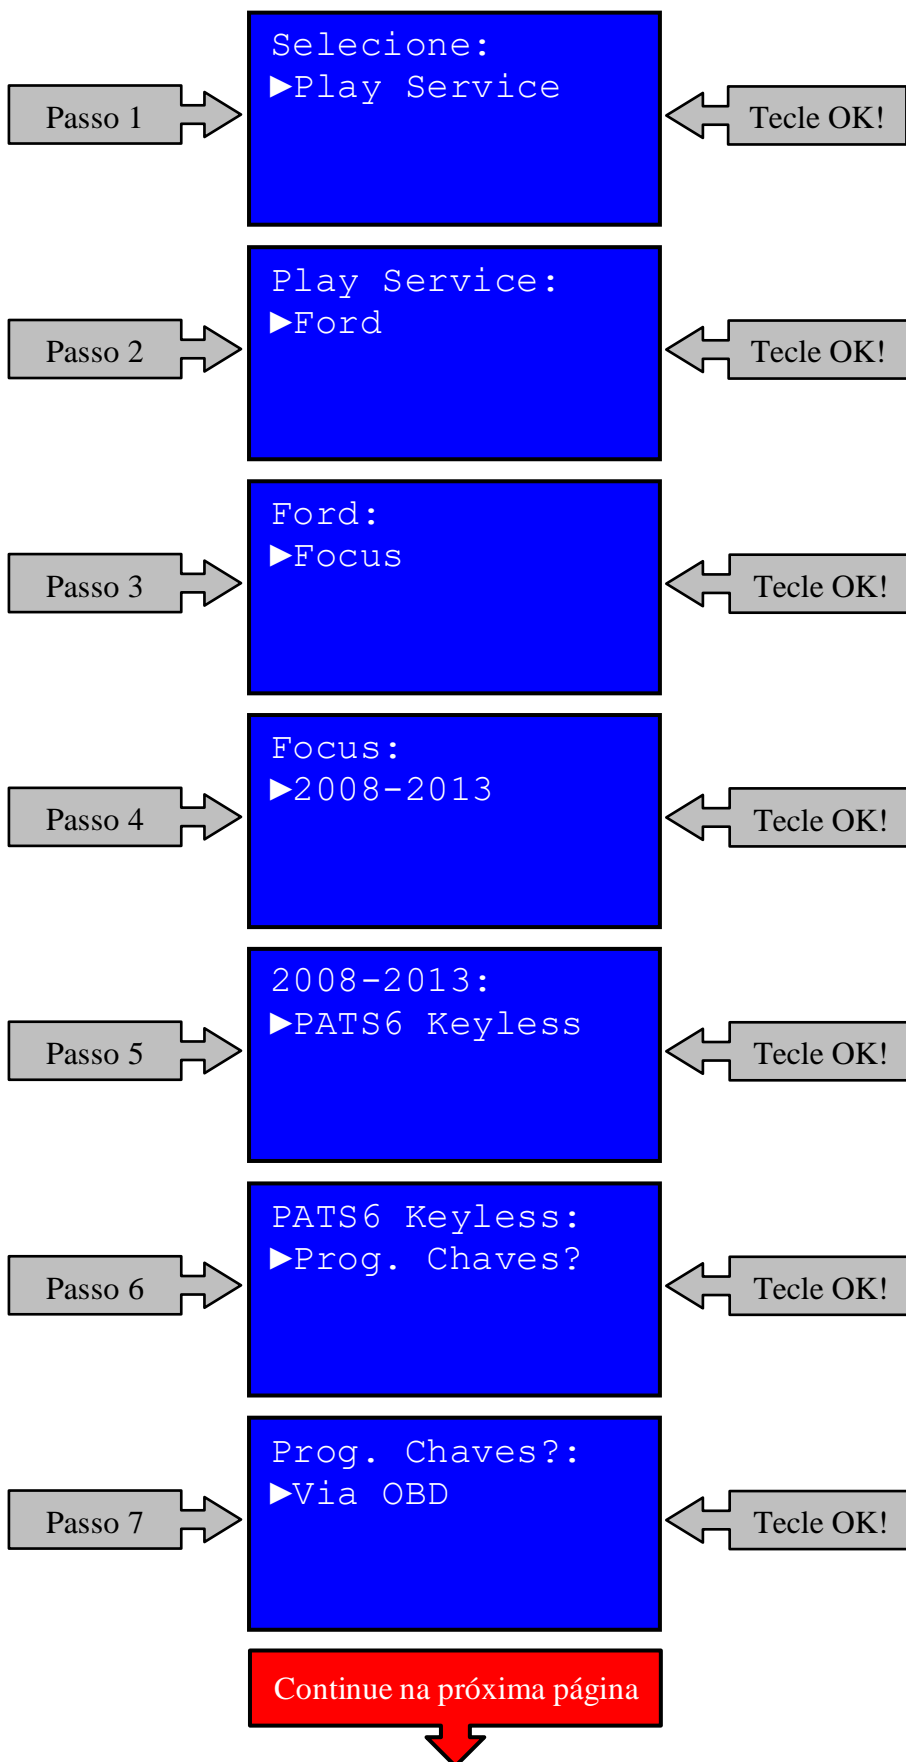 Selecione:
►Play Service
Passo 1
Tecle OK!
Play Service:
►Ford
Passo 2
Tecle OK!
Ford:
►Focus
Passo 3
Tecle OK!
Focus:
►2008-2013
Passo 4
Tecle OK!
2008-2013:
►PATS6 Keyless
Passo 5
Tecle OK!
PATS6 Keyless:
►Prog. Chaves?
Passo 6
Tecle OK!
Prog. Chaves?:
►Via OBD
Passo 7
Tecle OK!
Continue na próxima página